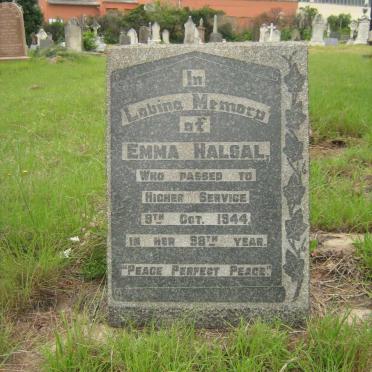 In
Loving Memory
of
EMMA HALGAL,
WHO PASSED TO
HIGHER SERVICE
9TH OCT. 1944.
IN HER 98TH YEAR.
"PEACE PERFECT PEACE."